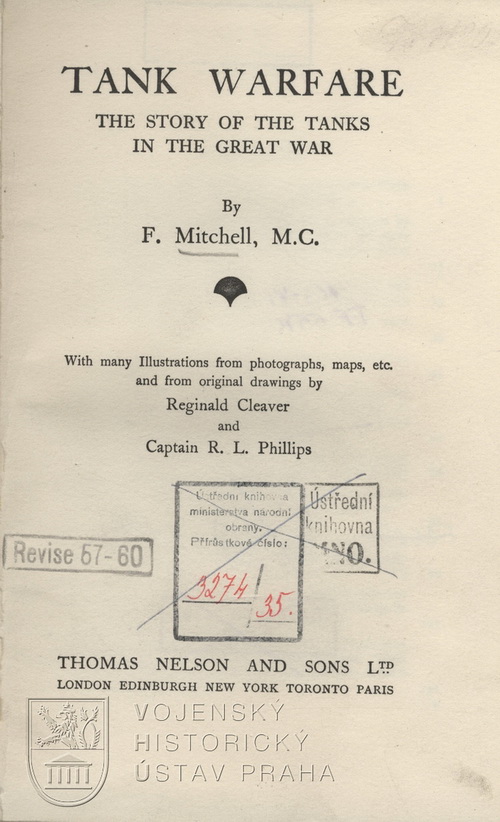 TANK WARFARE
THE STORY OF THE TANKS
IN THE GREAT WAR
By
F. Mitchell, M.C.
With many Illustrations from photographs, maps, etc.
and from original drawings by
Reginald Cleaver
and
Captain R. L. Phillips
Ústřední knihovna
ministerstva národní
obrany.
Přírůstkové číslo:
3274/35.
Ústřední
knihovna
MNO.
Revise 57-60
THOMAS NELSON AND SONS LTD
LONDON EDINBURGH NEW YORK TORONTO PARIS
VOJENSKÝ
HISTORICKÝ
ÚSTAV PRAHA